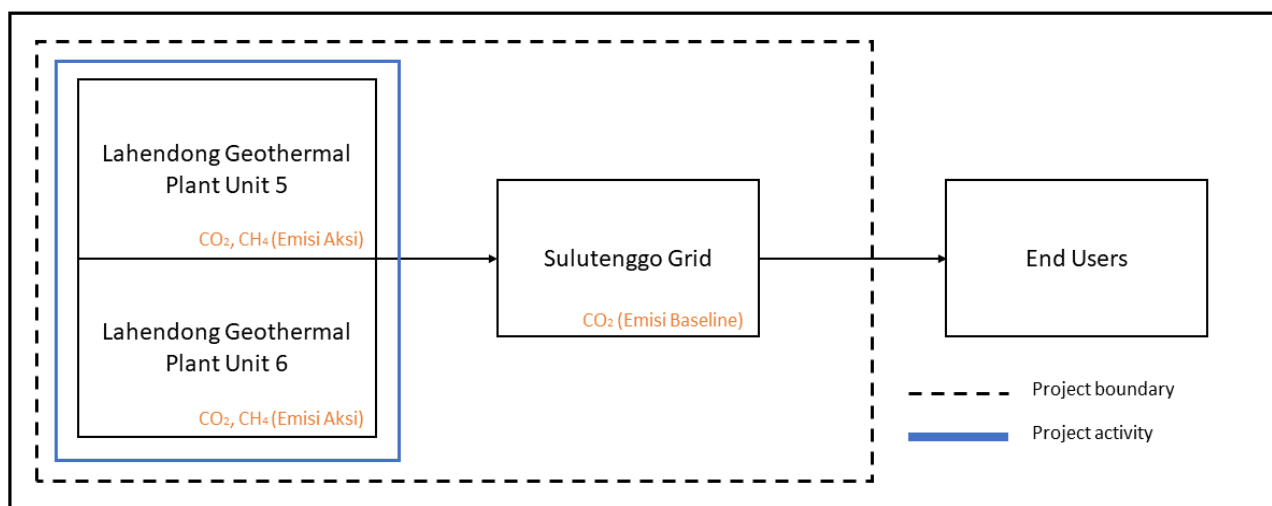 Lahendong Geothermal
Plant Unit 5
CO₂, CH₄ (Emisi Aksi)
Lahendong Geothermal
Plant Unit 6
CO₂, CH₄ (Emisi Aksi)
Sulutenggo Grid
CO₂ (Emisi Baseline)
End Users
Project boundary
Project activity